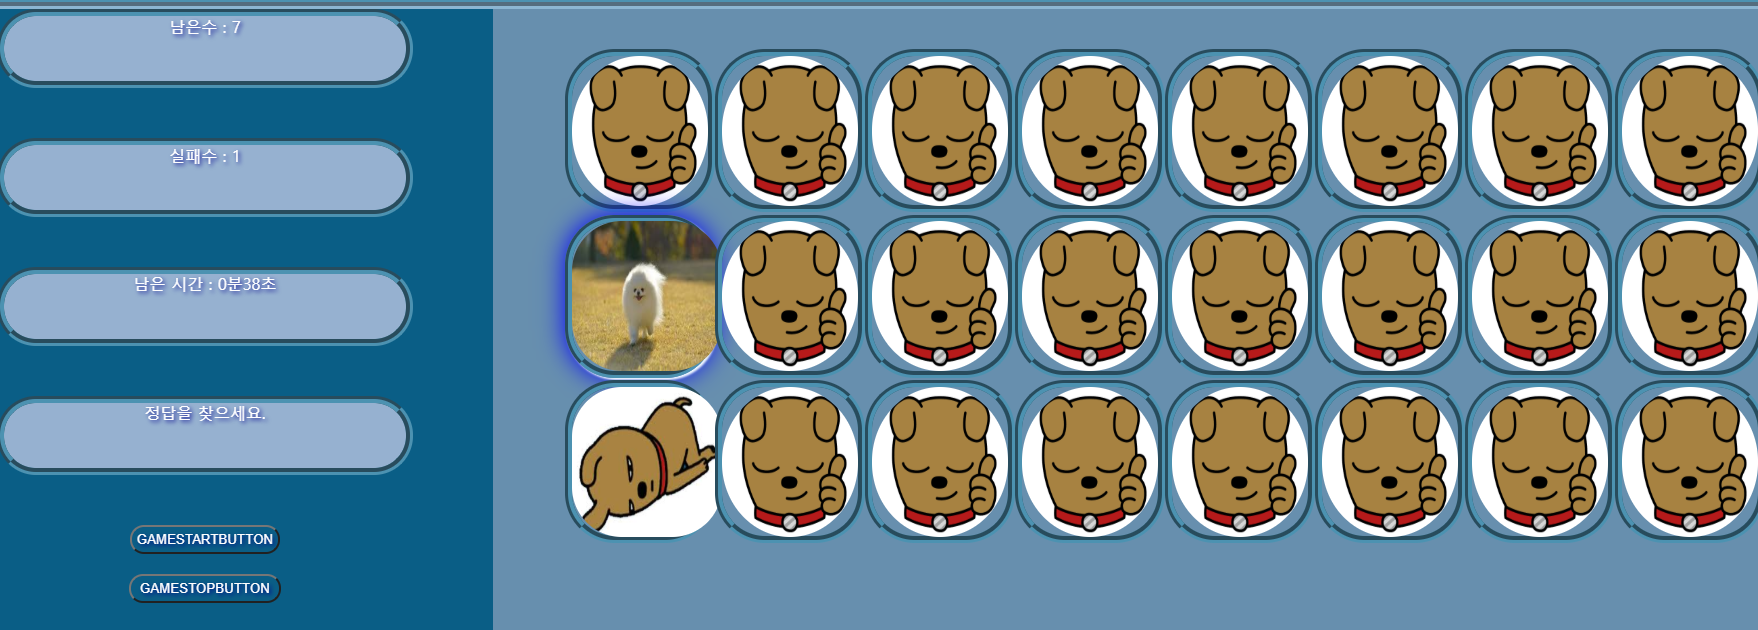 남은수 : 7
실패수 : 1
남은 시간 : 0분38초
정답을 찾으세요.
GAMESTARTBUTTON
GAMESTOPBUTTON